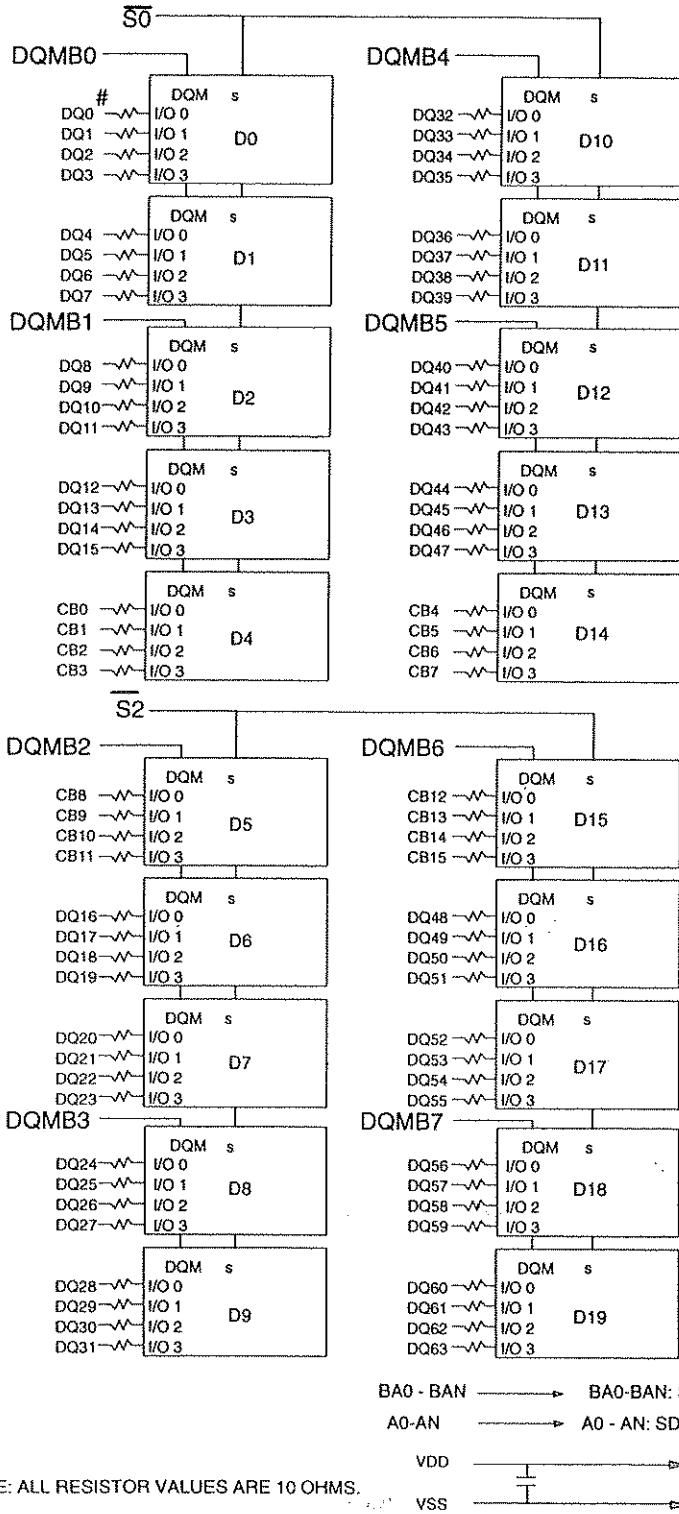 S0
DQMB0
#
DQM s
DQ0 I/O 0
DQ1 I/O 1
DQ2 I/O 2
DQ3 I/O 3
D0
DQM s
DQ4 I/O 0
DQ5 I/O 1
DQ6 I/O 2
DQ7 I/O 3
D1
DQMB1
DQM s
DQ8 I/O 0
DQ9 I/O 1
DQ10 I/O 2
DQ11 I/O 3
D2
DQM s
DQ12 I/O 0
DQ13 I/O 1
DQ14 I/O 2
DQ15 I/O 3
D3
DQM s
CB0 I/O 0
CB1 I/O 1
CB2 I/O 2
CB3 I/O 3
D4
DQMB4
DQM s
DQ32 I/O 0
DQ33 I/O 1
DQ34 I/O 2
DQ35 I/O 3
D10
DQM s
DQ36 I/O 0
DQ37 I/O 1
DQ38 I/O 2
DQ39 I/O 3
D11
DQMB5
DQM s
DQ40 I/O 0
DQ41 I/O 1
DQ42 I/O 2
DQ43 I/O 3
D12
DQM s
DQ44 I/O 0
DQ45 I/O 1
DQ46 I/O 2
DQ47 I/O 3
D13
DQM s
CB4 I/O 0
CB5 I/O 1
CB6 I/O 2
CB7 I/O 3
D14
S2
DQMB2
DQM s
CB8 I/O 0
CB9 I/O 1
CB10 I/O 2
CB11 I/O 3
D5
DQM s
DQ16 I/O 0
DQ17 I/O 1
DQ18 I/O 2
DQ19 I/O 3
D6
DQM s
DQ20 I/O 0
DQ21 I/O 1
DQ22 I/O 2
DQ23 I/O 3
D7
DQMB3
DQM s
DQ24 I/O 0
DQ25 I/O 1
DQ26 I/O 2
DQ27 I/O 3
D8
DQM s
DQ28 I/O 0
DQ29 I/O 1
DQ30 I/O 2
DQ31 I/O 3
D9
DQMB6
DQM s
CB12 I/O 0
CB13 I/O 1
CB14 I/O 2
CB15 I/O 3
D15
DQM s
DQ48 I/O 0
DQ49 I/O 1
DQ50 I/O 2
DQ51 I/O 3
D16
DQM s
DQ52 I/O 0
DQ53 I/O 1
DQ54 I/O 2
DQ55 I/O 3
D17
DQMB7
DQM s
DQ56 I/O 0
DQ57 I/O 1
DQ58 I/O 2
DQ59 I/O 3
D18
DQM s
DQ60 I/O 0
DQ61 I/O 1
DQ62 I/O 2
DQ63 I/O 3
D19
BA0 - BAN BA0-BAN:
A0-AN A0 - AN: SD
VDD
E: ALL RESISTOR VALUES ARE 10 OHMS.
VSS